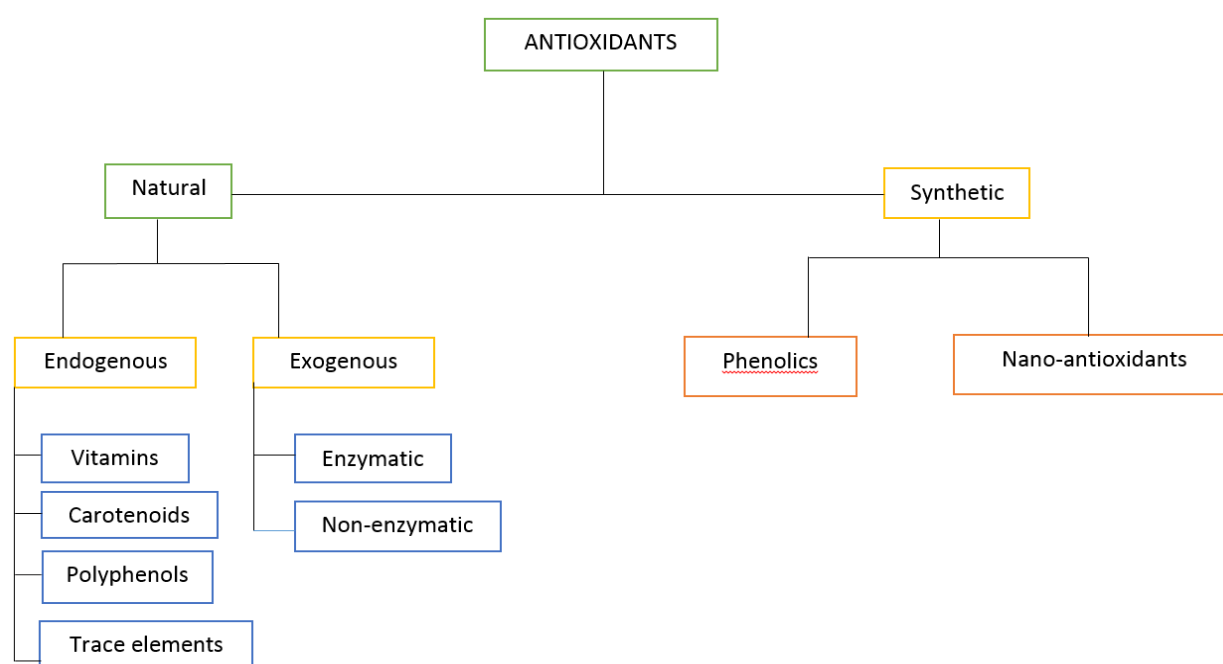 ANTIOXIDANTS
Natural
Synthetic
Endogenous
Exogenous
Phenolics
Nano-antioxidants
Vitamins
Enzymatic
Carotenoids
Non-enzymatic
Polyphenols
Trace elements